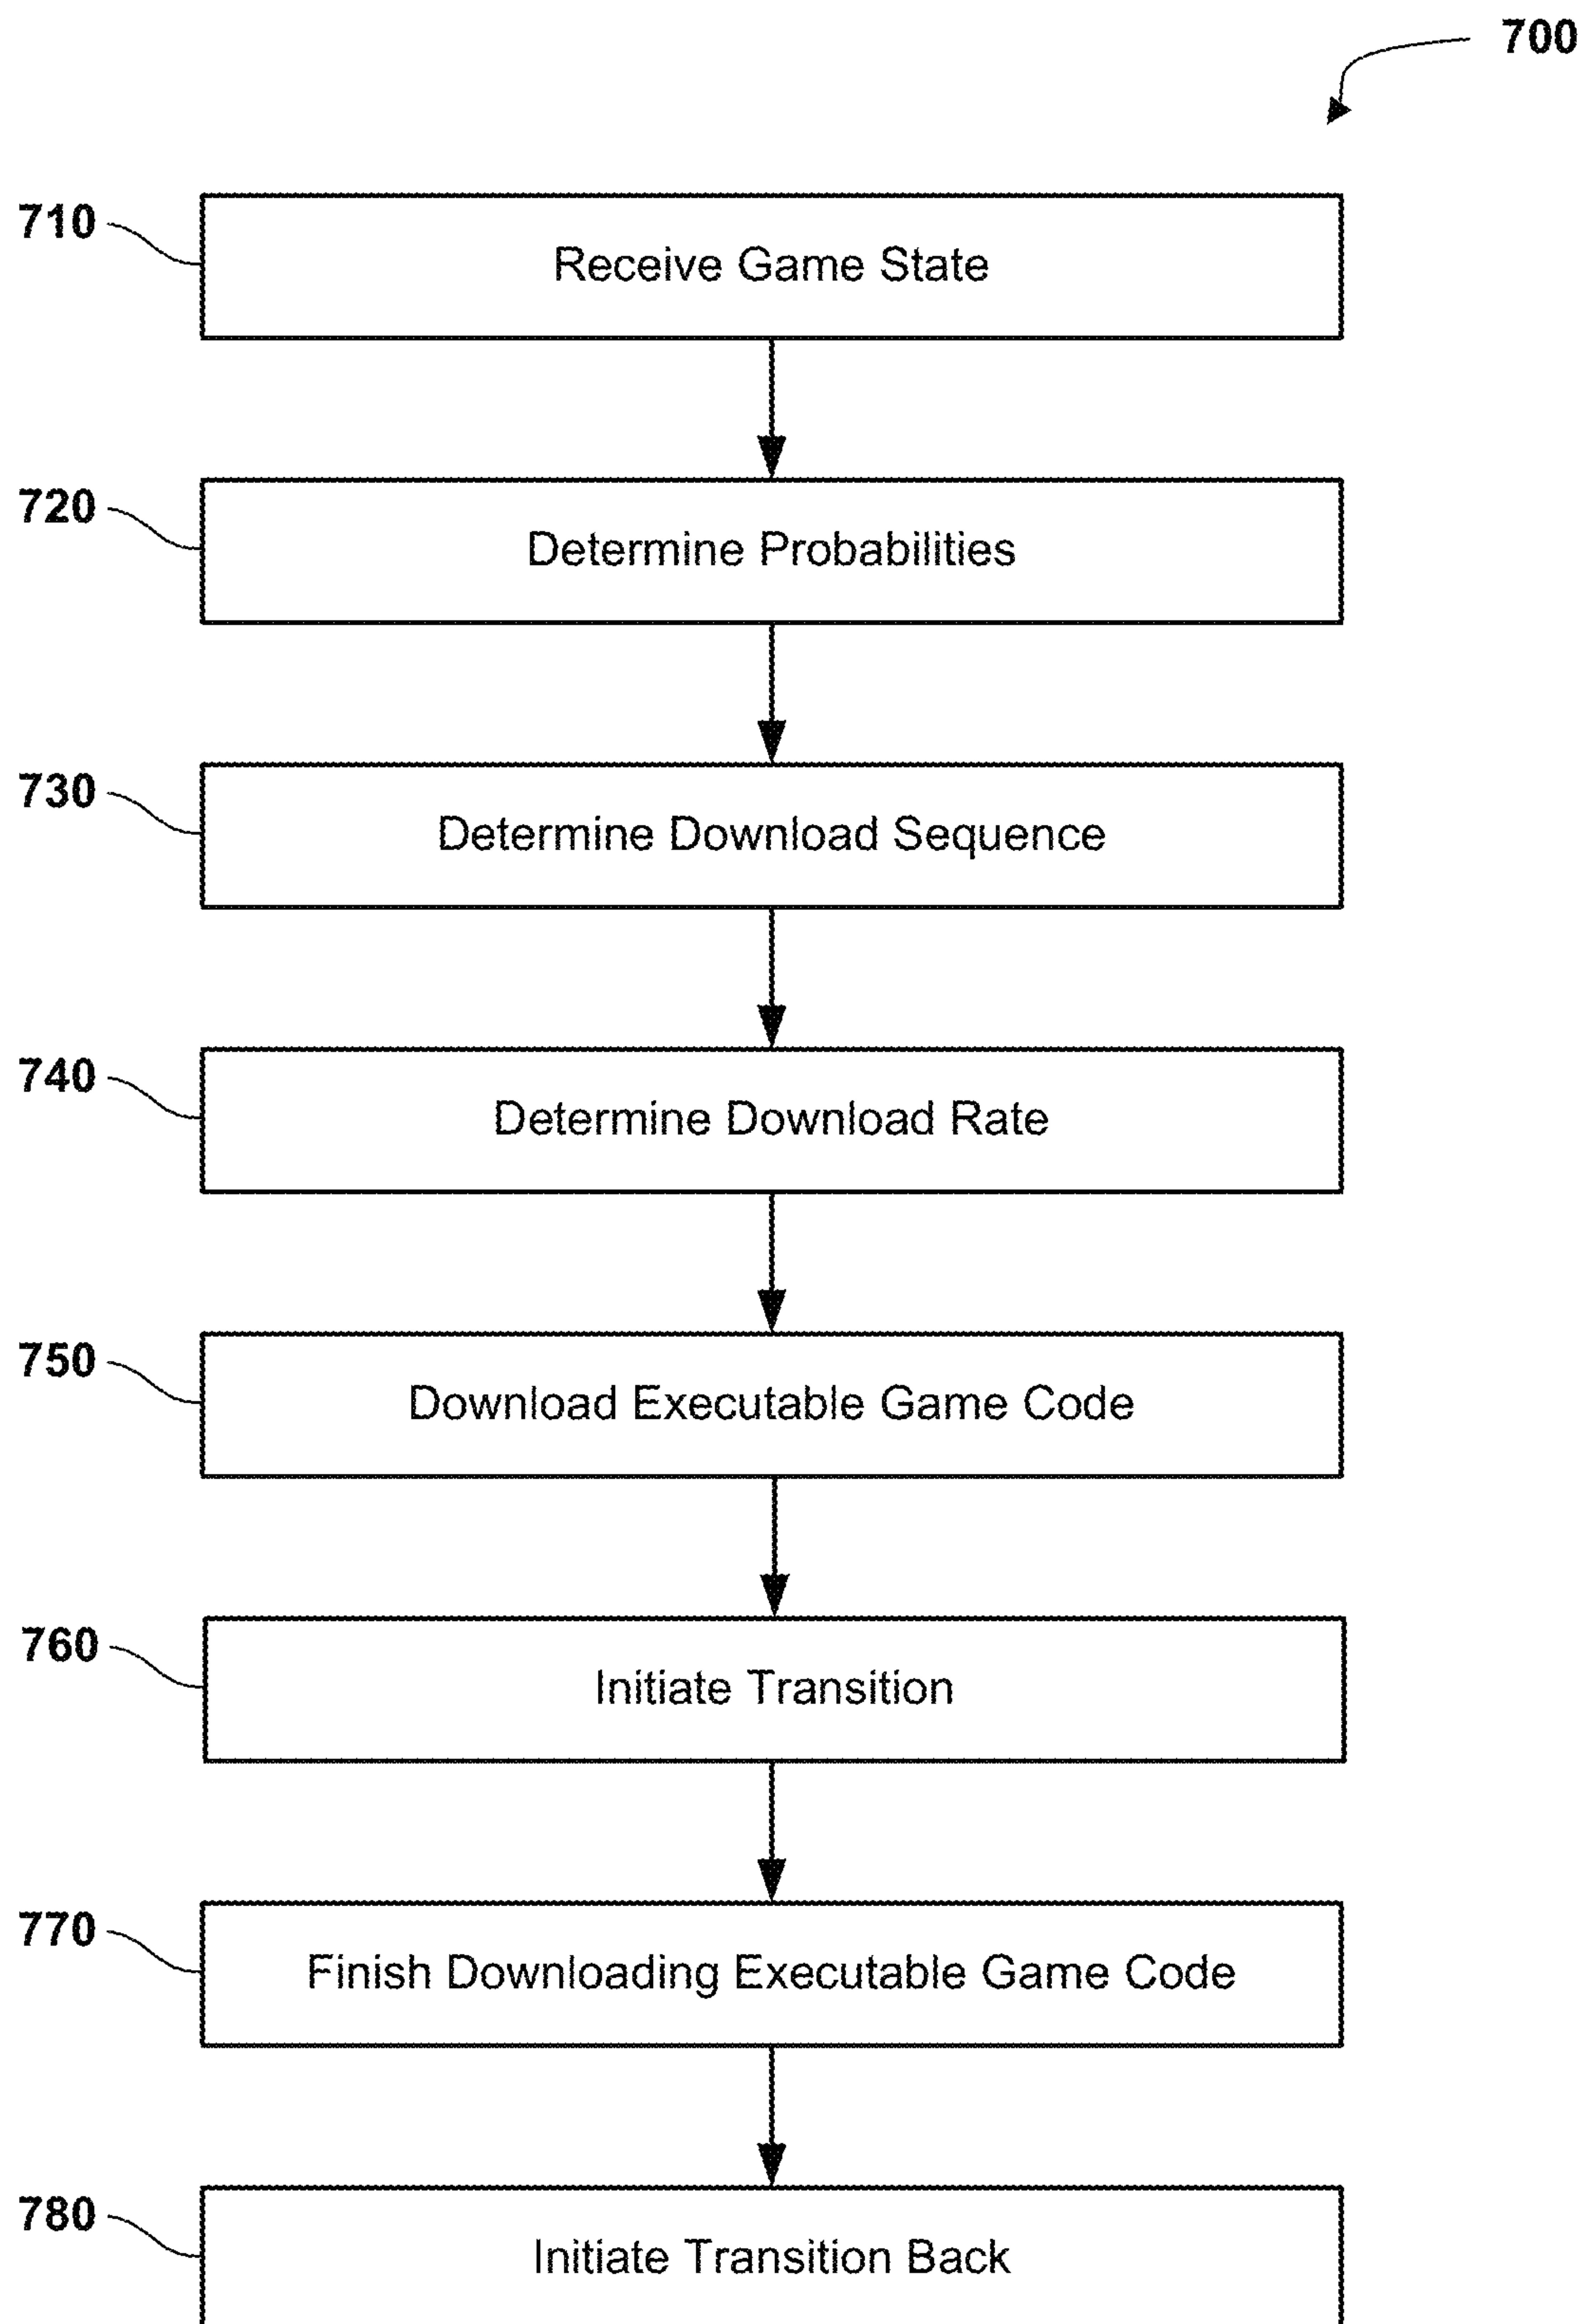 700
710
Receive Game State
720
Determine Probabilities
730
Determine Download Sequence
740
Determine Download Rate
750
Download Executable Game Code
760
Initiate Transition
770
Finish Downloading Executable Game Code
780
Initiate Transition Back